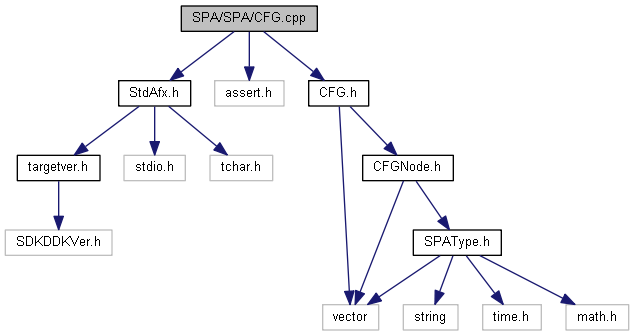 SPA/SPA/CFG.cpp
StdAfx.h
assert.h
CFG.h
targetver.h
stdio.h
tchar.h
CFGNode.h
SDKDDKVer.h
SPAType.h
vector
string
time.h
math.h